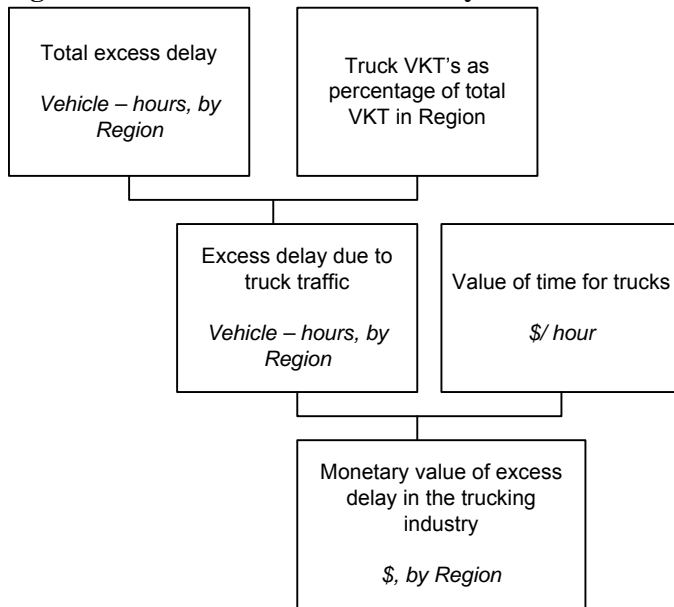 Total excess delay
Vehicle – hours, by
Region
Truck VKT's as
percentage of total
VKT in Region
Excess delay due to
truck traffic
Vehicle – hours, by
Region
Value of time for trucks
$/ hour
Monetary value of excess
delay in the trucking
industry
$, by Region